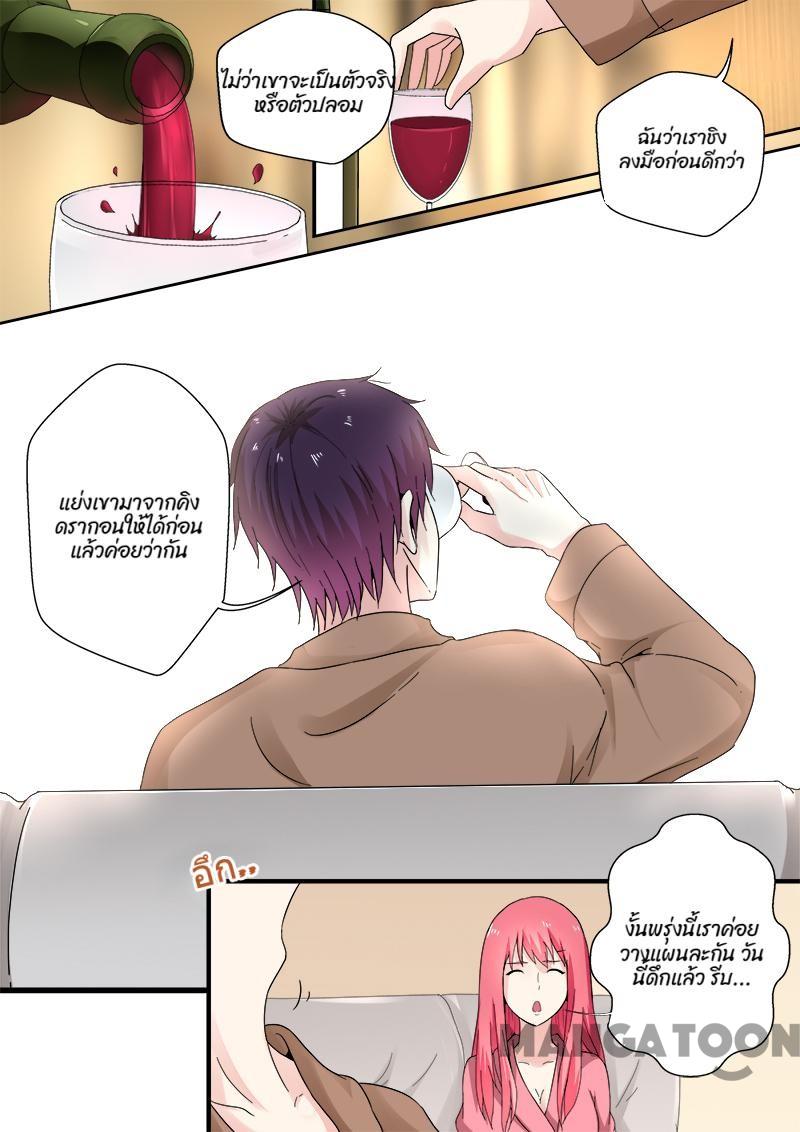 ไม่ว่าเขาจะเป็นตัวจริง
หรือตัวปลอม
ฉันว่าเราชิง
ลงมือก่อนดีกว่า
แย่งเขามาจากคิง
ดรากอนให้ได้ก่อน
แล้วค่อยว่ากัน
อึก..
งั้นพรุ่งนี้เราค่อย
วางแผนละกัน วัน
นี้ดึกแล้ว รีบ...
MANGATOON